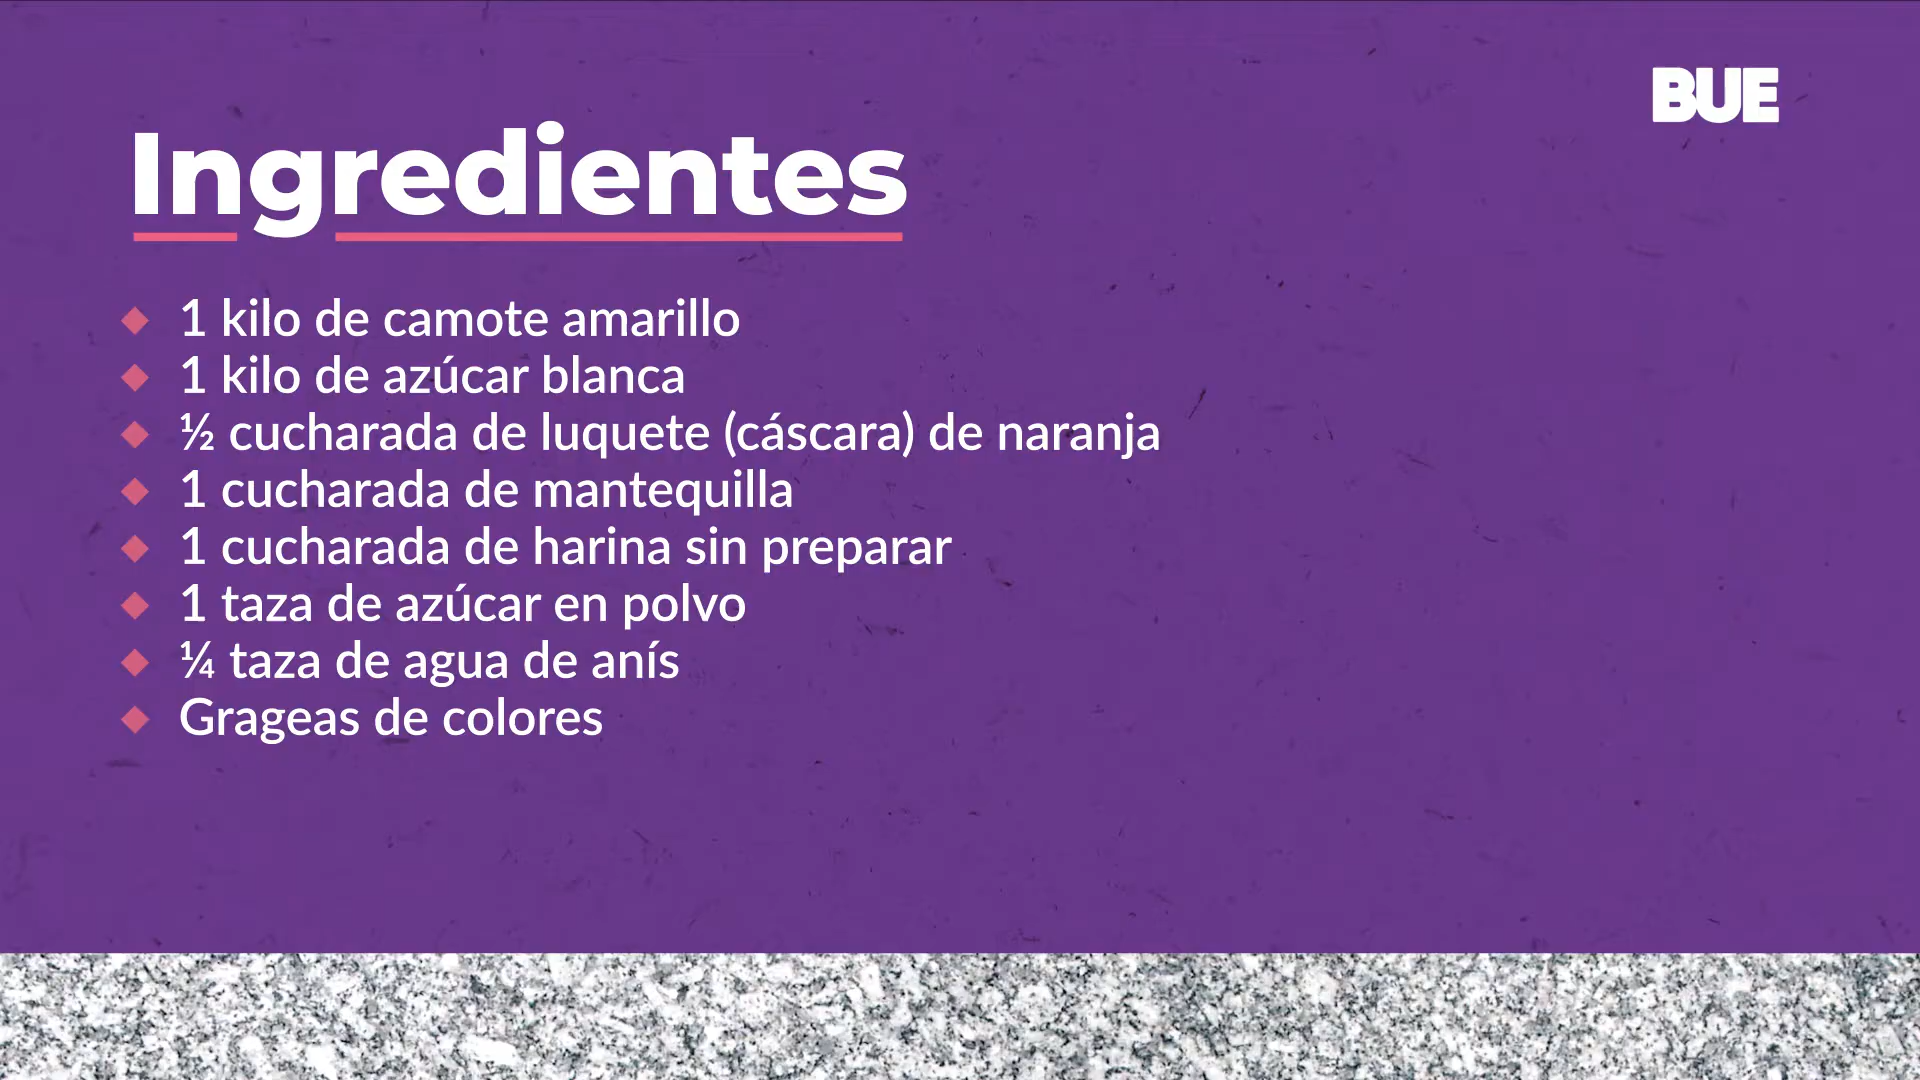 BUE
Ingredientes
1 kilo de camote amarillo
1 kilo de azúcar blanca
½ cucharada de luquete (cáscara) de naranja
1 cucharada de mantequilla
1 cucharada de harina sin preparar
1 taza de azúcar en polvo
¼ taza de agua de anís
Grageas de colores